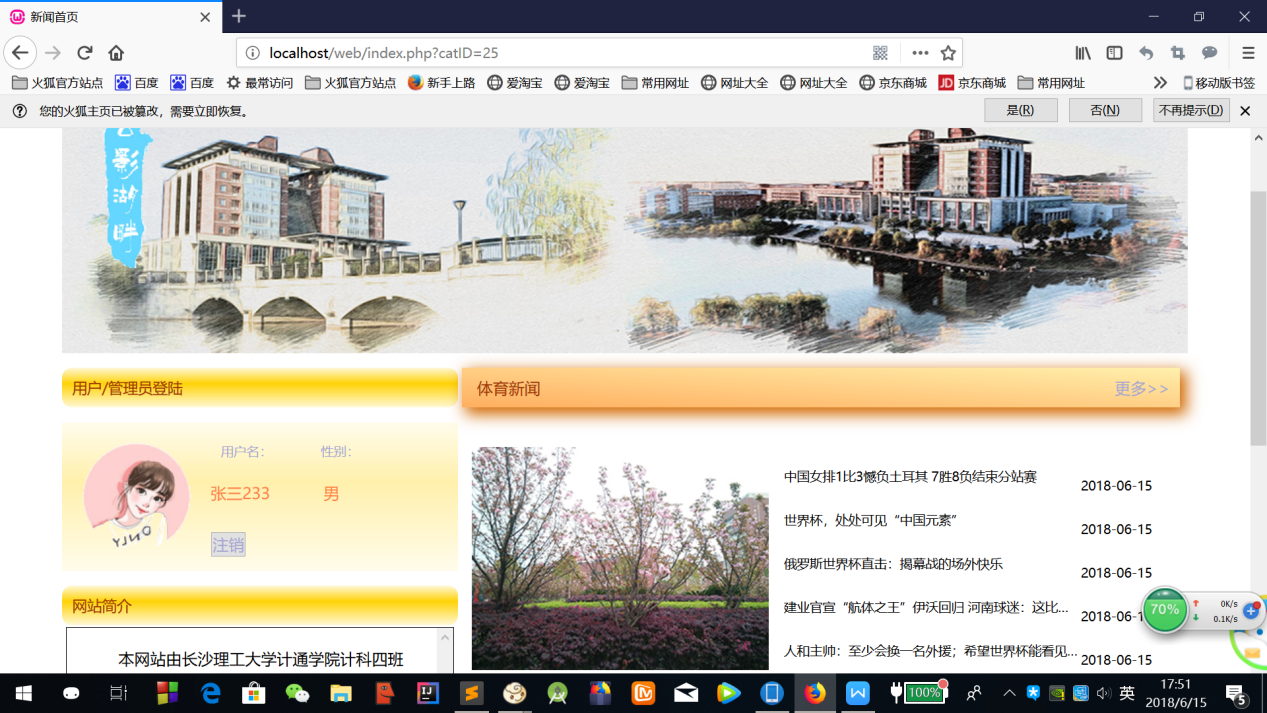 新闻首页
localhost/web/index.php?catID=25
火狐官方站点 百度 百度 最常访问 火狐官方站点 新手上路 爱淘宝 爱淘宝 常用网址 网址大全 网址大全 京东商城 JD 京东商城 常用网址 移动版书签
您的火狐主页已被篡改，需要立即恢复。 是(R) 否(N) 不再提示(D)
影湖畔
用户/管理员登陆
体育新闻 更多>>
用户名： 性别：
张三233 男
注销
中国女排1比3憾负土耳其 7胜8负结束分站赛 2018-06-15
世界杯，处处可见“中国元素” 2018-06-15
俄罗斯世界杯直击：揭幕战的场外快乐 2018-06-15
建业官宣“航体之王”伊沃回归 河南球迷：这比... 2018-06-1
人和主帅：至少会换一名外援；希望世界杯能看见... 2018-06-15
网站简介
本网站由长沙理工大学计通学院计科四班
70% 0K/s
0.1K/s
100% 英 17:51
2018/6/15
5